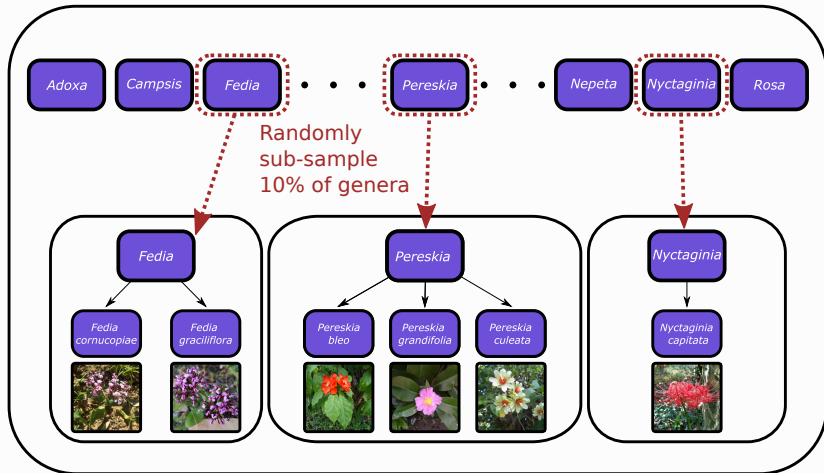 Adoxa
Campsis
Fedia
Pereskia
Nepeta
Nyctaginia
Rosa
Randomly
sub-sample
10% of genera
Fedia
Pereskia
Nyctaginia
Fedia
cornucopiae
Fedia
graciliflora
Pereskia
bleo
Pereskia
grandifolia
Pereskia
culeata
Nyctaginia
capitata